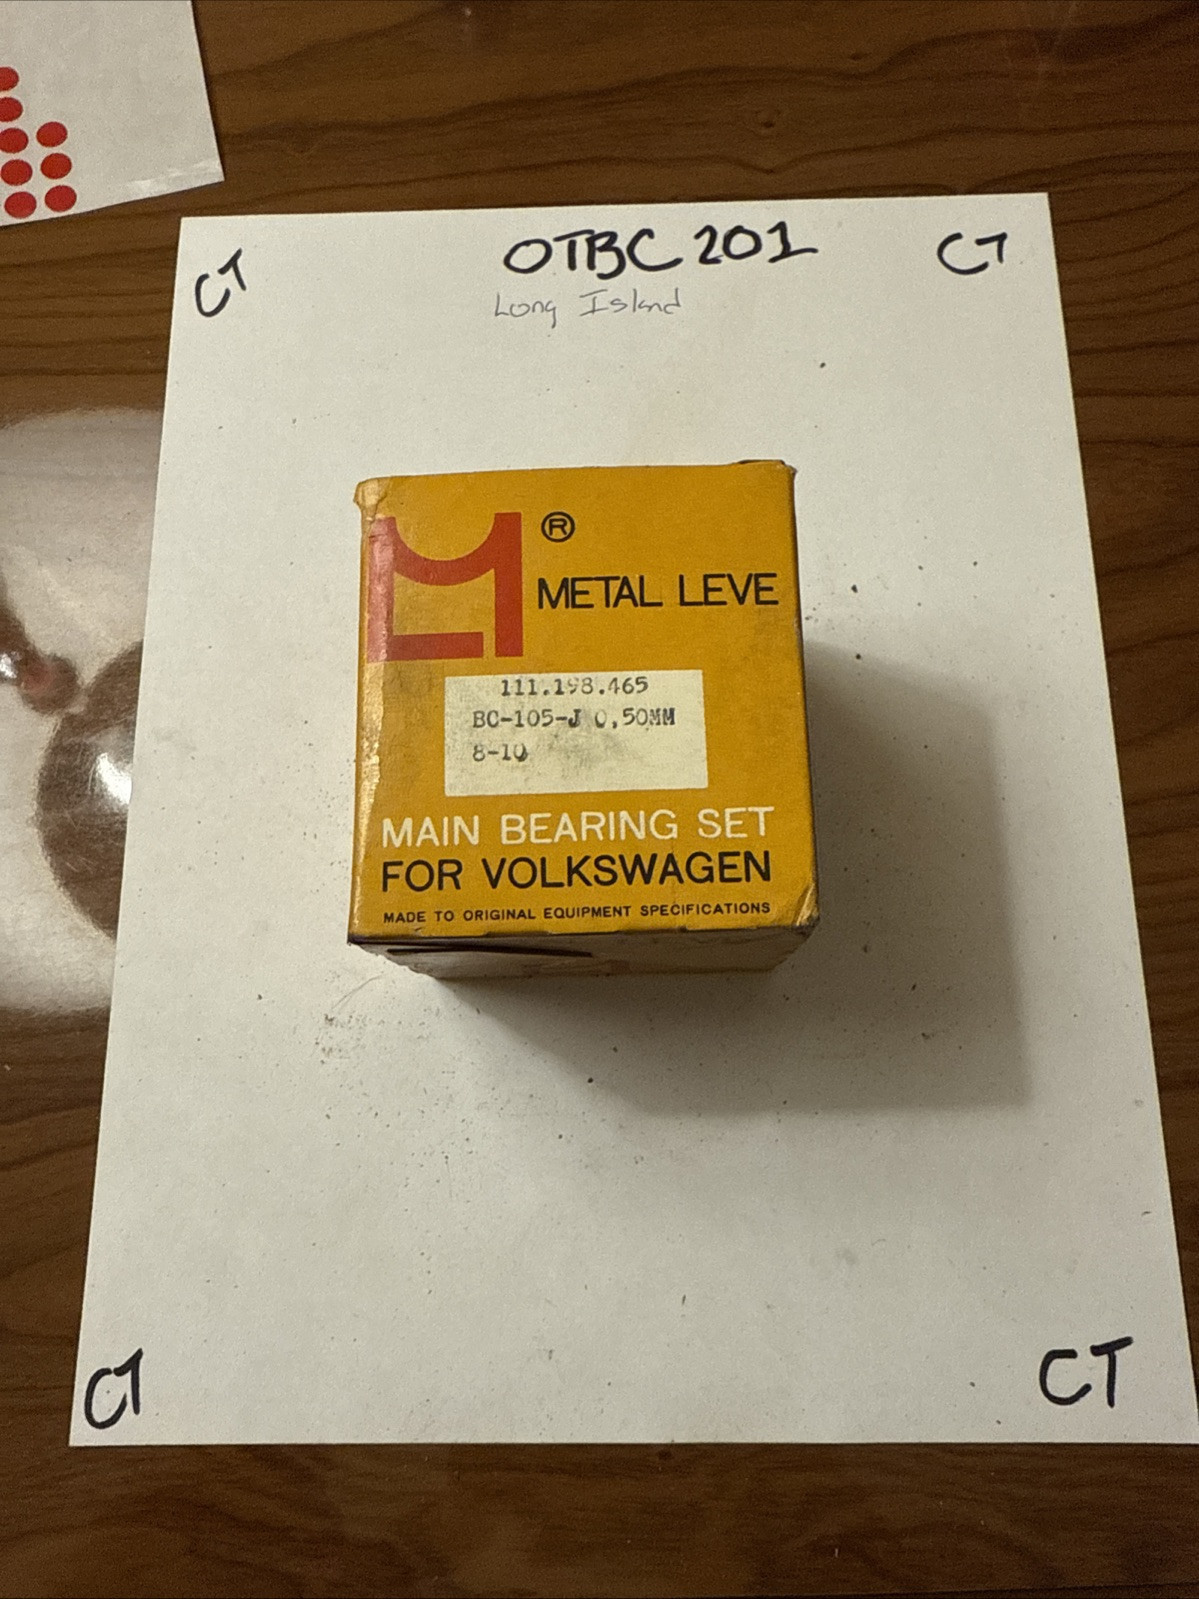 OTBC 201
CT
CT
Long Island
®
METAL LEVE
111.198.465
BC-105-J 0,50MM
8-10
MAIN BEARING SET
FOR VOLKSWAGEN
MADE TO ORIGINAL EQUIPMENT SPECIFICATIONS
CT
CT